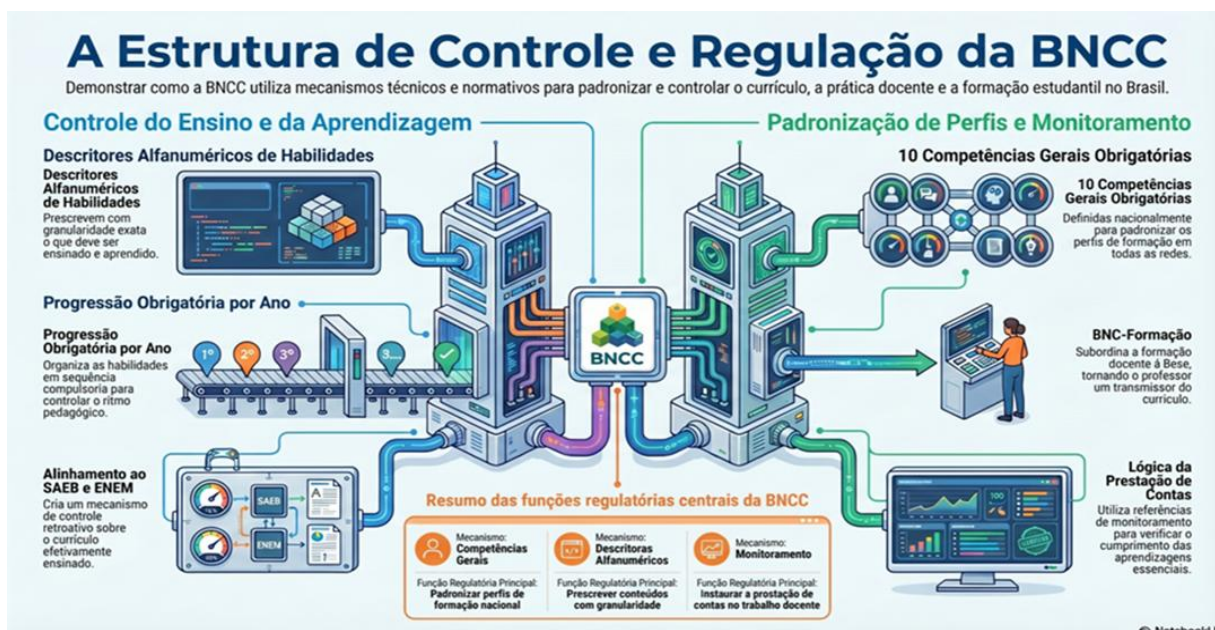 A Estrutura de Controle e Regulação da BNCC
Demonstrar como a BNCC utiliza mecanismos técnicos e normativos para padronizar e controlar o currículo, a prática docente e a formação estudantil no Brasil.
Controle do Ensino e da Aprendizagem
Descritores Alfanuméricos de Habilidades
Descritores
Alfanuméricos
de Habilidades
Prescrevem com
granularidade exata
o que deve ser
ensinado e aprendido.
Progressão Obrigatória por Ano
Progressão
Obrigatória por Ano
Organiza as habilidades
em sequência
compulsoria para
controlar o ritmo
pedagógico.
1º
2º
3º
3...
Alinhamento ao
SAEB e ENEM
Cria um mecanismo
de controle
retroativo sobre
o currículo
efetivamente
ensinado.
SAEB
ENEM
A
BNCC
Padronização de Perfis e Monitoramento
10 Competências Gerais Obrigatórias
10 Competências
Gerais Obrigatórias
Definidas nacionalmente
para padronizar os
perfis de formação em
todas as redes.
BNC-Formação
Subordina a formação
docente á Bese,
tornando o professor
um transmissor do
currículo.
Lógica da
Prestação de
Contas
Utiliza referências
de monitoramento
para verificar o
cumprimento das
aprendizagens
essenciais.
100
Resumo das funções regulatórias centrais da BNCC
Mecanismo:
Competências
Gerais
Função Regulatória Principal:
Padronizar perfis de
formação nacional
Mecanismo:
Descritoras
Alfanuméricos
Função Regulatória Principal:
Prescrever conteúdos
com granularidade
Mecanismo:
Monitoramento
Função Regulatória Principal:
Instaurar a prostação de
contas no trabalho docente